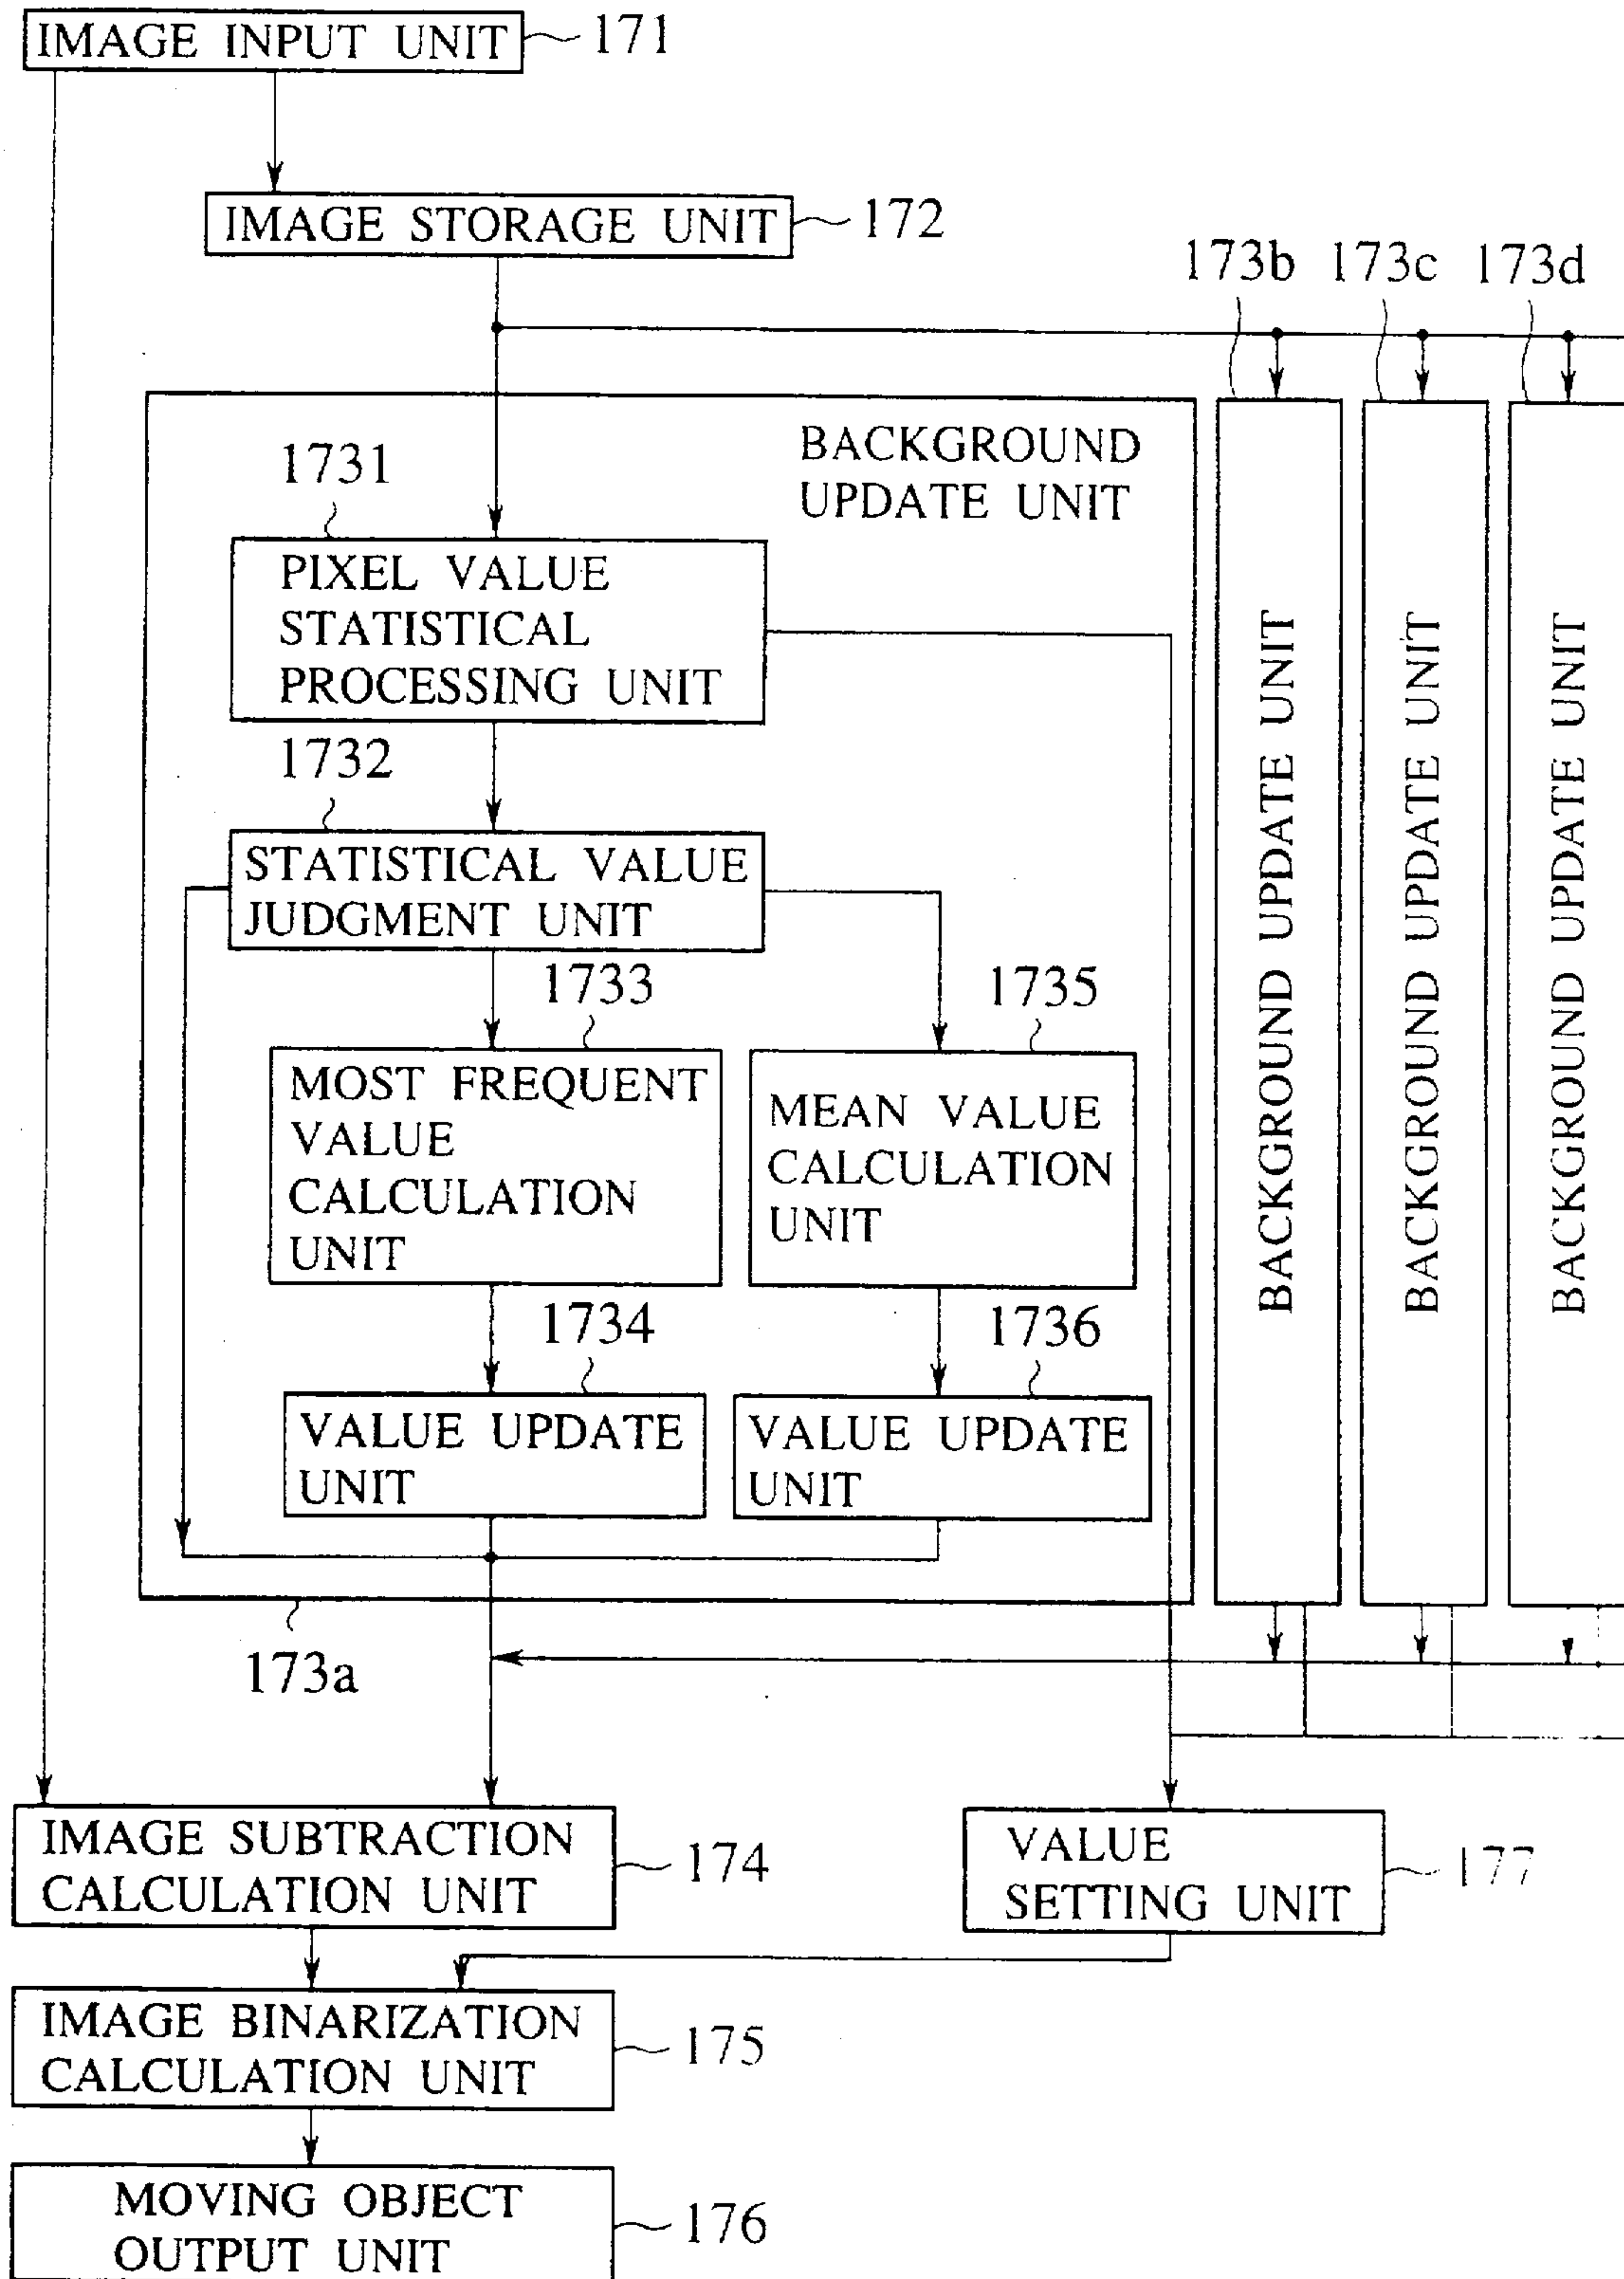 IMAGE INPUT UNIT
171
IMAGE STORAGE UNIT
172
173b 173c 173d
BACKGROUND
UPDATE UNIT
1731
PIXEL VALUE
STATISTICAL
PROCESSING UNIT
1732
STATISTICAL VALUE
JUDGMENT UNIT
1733
MOST FREQUENT
VALUE
CALCULATION
UNIT
1735
MEAN VALUE
CALCULATION
UNIT
1734
VALUE UPDATE
UNIT
1736
VALUE UPDATE
UNIT
173a
BACKGROUND UPDATE UNIT
BACKGROUND UPDATE UNIT
BACKGROUND UPDATE UNIT
IMAGE SUBTRACTION
CALCULATION UNIT
174
VALUE
SETTING UNIT
177
IMAGE BINARIZATION
CALCULATION UNIT
175
MOVING OBJECT
OUTPUT UNIT
176